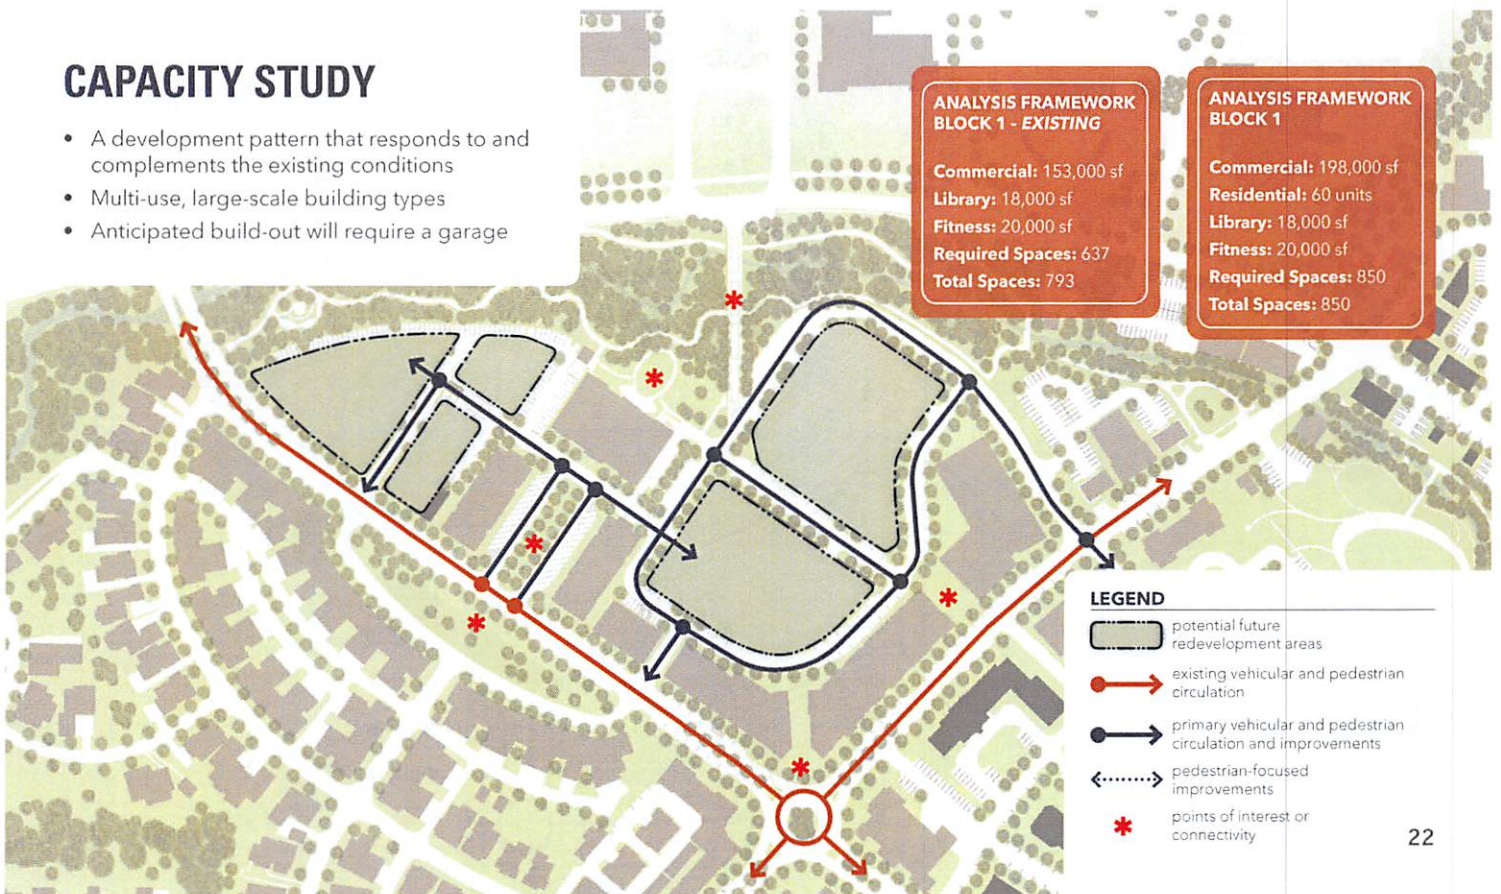 CAPACITY STUDY
• A development pattern that responds to and
complements the existing conditions
• Multi-use, large-scale building types
• Anticipated build-out will require a garage
ANALYSIS FRAMEWORK
BLOCK 1 - EXISTING
Commercial: 153,000 sf
Library: 18,000 sf
Fitness: 20,000 sf
Required Spaces: 637
Total Spaces: 793
ANALYSIS FRAMEWORK
BLOCK 1
Commercial: 198,000 sf
Residential: 60 units
Library: 18,000 sf
Fitness: 20,000 sf
Required Spaces: 850
Total Spaces: 850
LEGEND
potential future
redevelopment areas
existing vehicular and pedestrian
circulation
primary vehicular and pedestrian
circulation and improvements
pedestrian-focused
improvements
points of interest or
connectivity
22